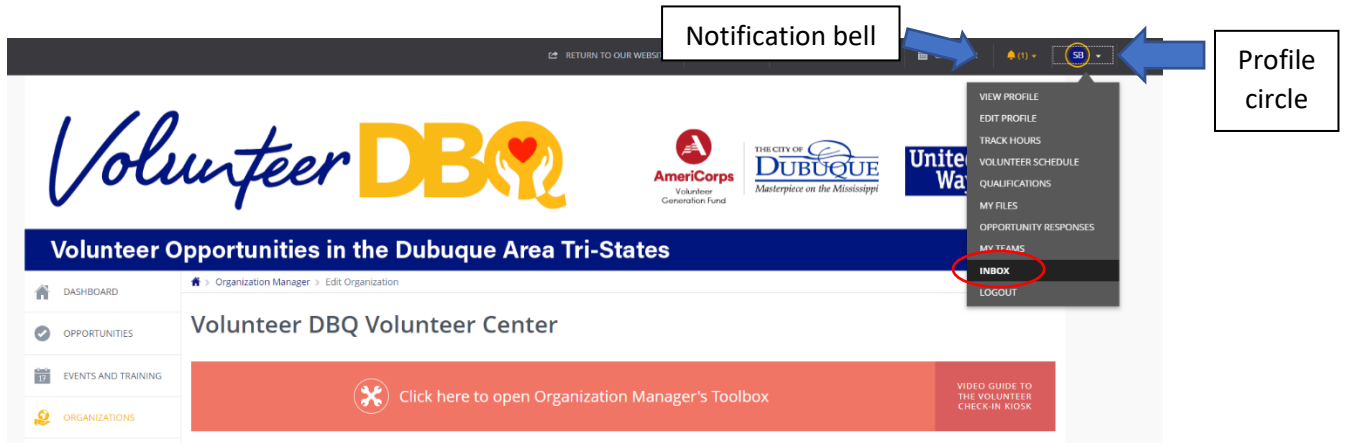 Notification bell
Profile
circle
RETURN TO OUR WEBSI
(1)
SB
VIEW PROFILE
EDIT PROFILE
TRACK HOURS
VOLUNTEER SCHEDULE
QUALIFICATIONS
MY FILES
OPPORTUNITY RESPONSES
MY TEAMS
INBOX
LOGOUT
Volunteer DBQ
AmeriCorps
Volunteer
Generation Fund
THE CITY OF
DUBUQUE
Masterpiece on the Mississippi
Unite
Wa
Volunteer Opportunities in the Dubuque Area Tri-States
DASHBOARD
OPPORTUNITIES
17
EVENTS AND TRAINING
ORGANIZATIONS
> Organization Manager > Edit Organization
Volunteer DBQ Volunteer Center
Click here to open Organization Manager's Toolbox
VIDEO GUIDE TO
THE VOLUNTEER
CHECK-IN KIOSK